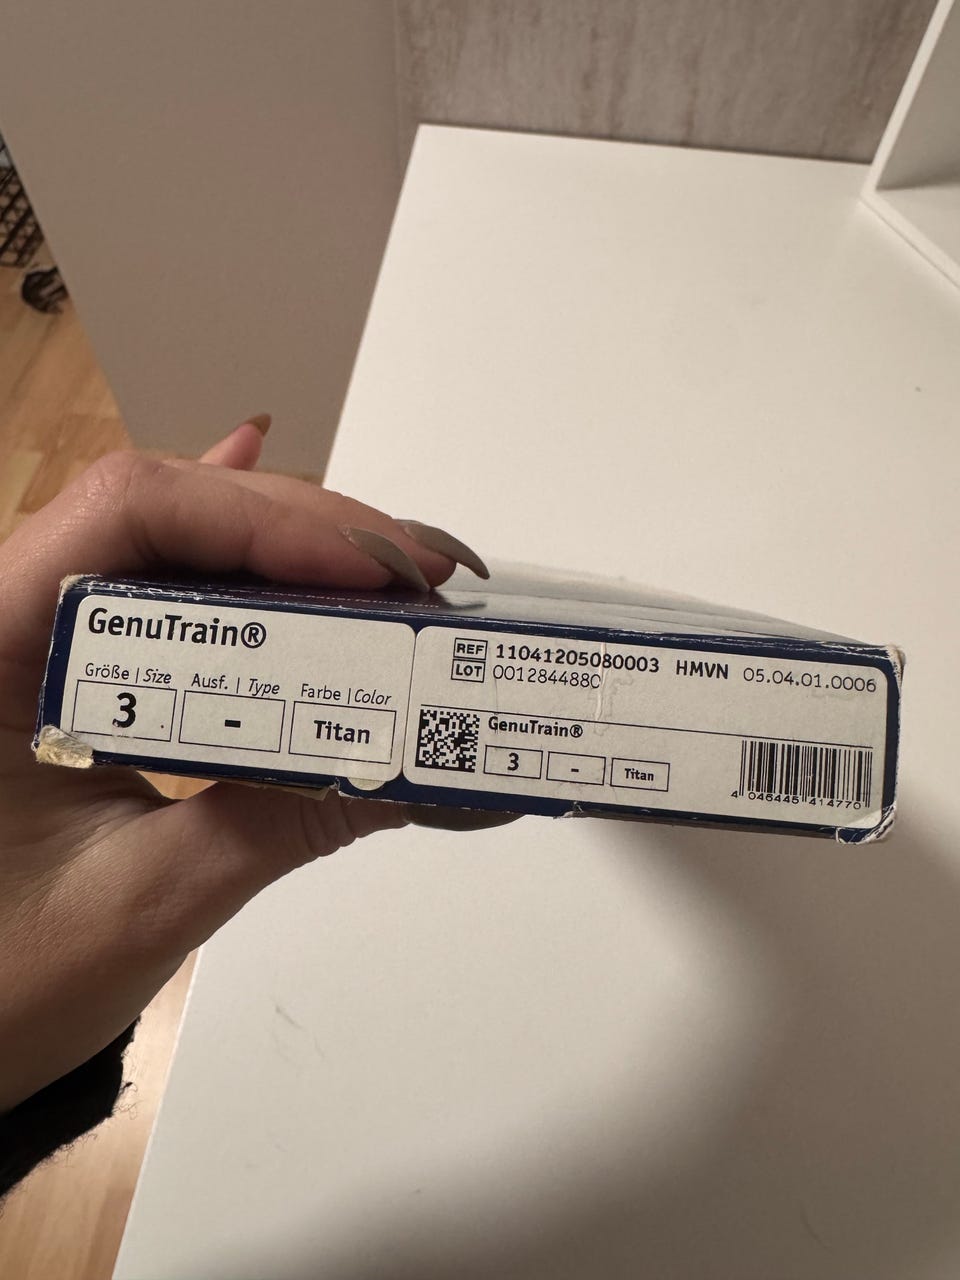 GenuTrain®
Größe | Size
3
Ausf. | Type
-
Farbe | Color
Titan
REF 11041205080003 HMVN 05.04.01.0006
LOT 0012844880
GenuTrain®
3 - Titan
4 046445 414770